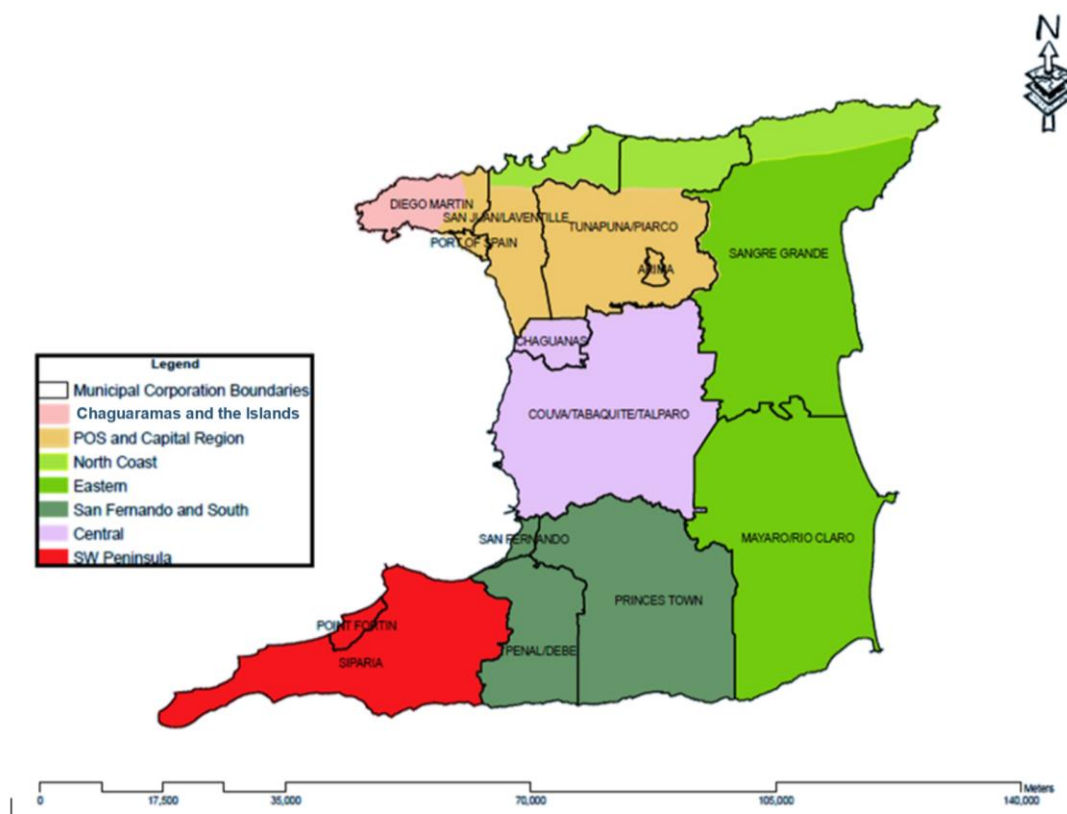 N
DIEGO MARTIN
SAN JUAN/LAVENTILLE
TUNAPUNA/PIARCO
PORT OF SPAIN
ARIMA
SANGRE GRANDE
CHAGUANAS
Legend
Municipal Corporation Boundaries
Chaguaramas and the Islands
POS and Capital Region
North Coast
Eastern
San Fernando and South
Central
SW Peninsula
COUVA/TABAQUITE/TALPARO
SAN FERNANDO
MAYARO/RIO CLARO
PRINCES TOWN
POINT FORTIN
PENAL/DEBE
SIPARIA
0 17,500 35,000 70,000 105,000 140,000 Meters